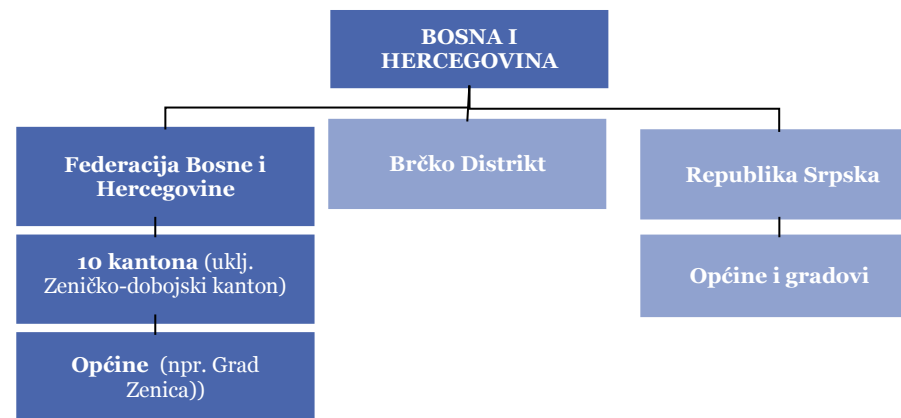 BOSNA I
HERCEGOVINA
Federacija Bosne i
Hercegovine
Brčko Distrikt
Republika Srpska
10 kantona (uklj.
Zeničko-dobojski kanton)
Općine i gradovi
Općine (npr. Grad
Zenica))